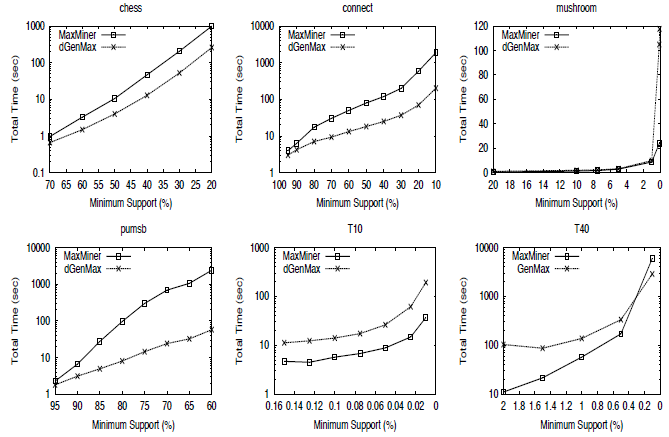 chess
Total Time (sec)
1000
100
10
1
0.1
MaxMiner
dGenMax
70 65 60 55 50 45 40 35 30 25 20
Minimum Support (%)
connect
Total Time (sec)
10000
1000
100
10
1
MaxMiner
dGenMax
100 90 80 70 60 50 40 30 20 10
Minimum Support (%)
mushroom
Total Time (sec)
120
100
80
60
40
20
0
MaxMiner
dGenMax
20 18 16 14 12 10 8 6 4 2 0
Minimum Support (%)
pumsb
Total Time (sec)
10000
1000
100
10
1
MaxMiner
dGenMax
95 90 85 80 75 70 65 60
Minimum Support (%)
T10
Total Time (sec)
1000
100
10
1
MaxMiner
dGenMax
0.16 0.14 0.12 0.1 0.08 0.06 0.04 0.02 0
Minimum Support (%)
T40
Total Time (sec)
10000
1000
100
10
MaxMiner
GenMax
2 1.8 1.6 1.4 1.2 1 0.8 0.6 0.4 0.2 0
Minimum Support (%)